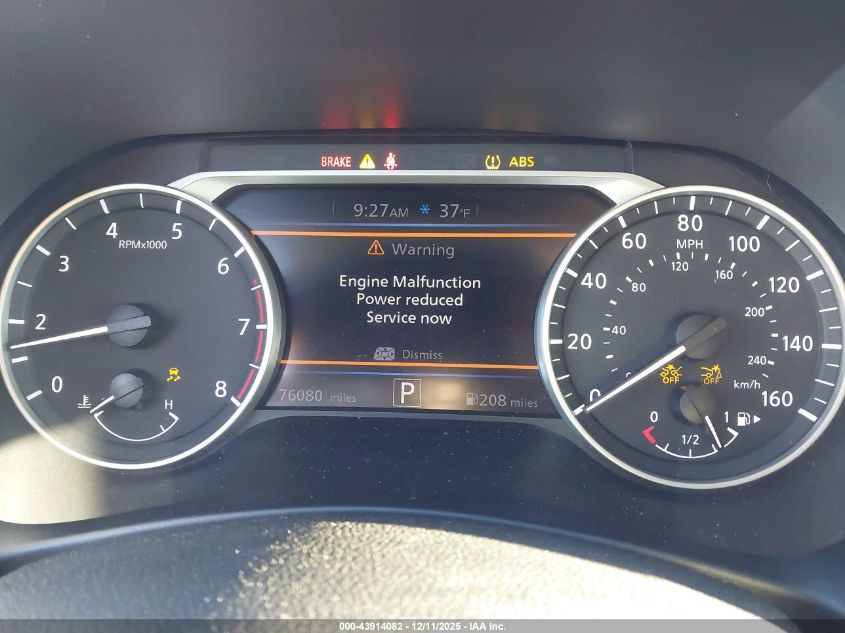 BRAKE
ABS
9:27AM 37°F
Warning
Engine Malfunction
Power reduced
Service now
OK Dismiss
76080 miles
P
208 miles
0 2 3 4 5 6 7 8
RPMx1000
H
0 20 40 60 80 100 120 140 160
MPH
40 80 120 160 200 240
km/h
OFF OFF
0 1/2 1
000-43914082 - 12/11/2025 - IAA Inc.